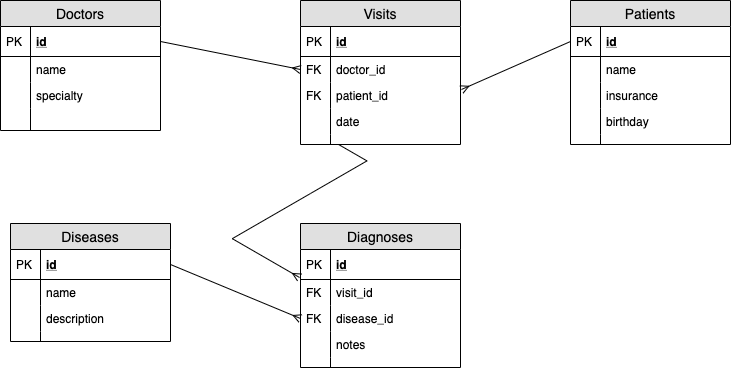 Doctors
PK id
name
specialty
Visits
PK id
FK doctor_id
FK patient_id
date
Patients
PK id
name
insurance
birthday
Diseases
PK id
name
description
Diagnoses
PK id
FK visit_id
FK disease_id
notes